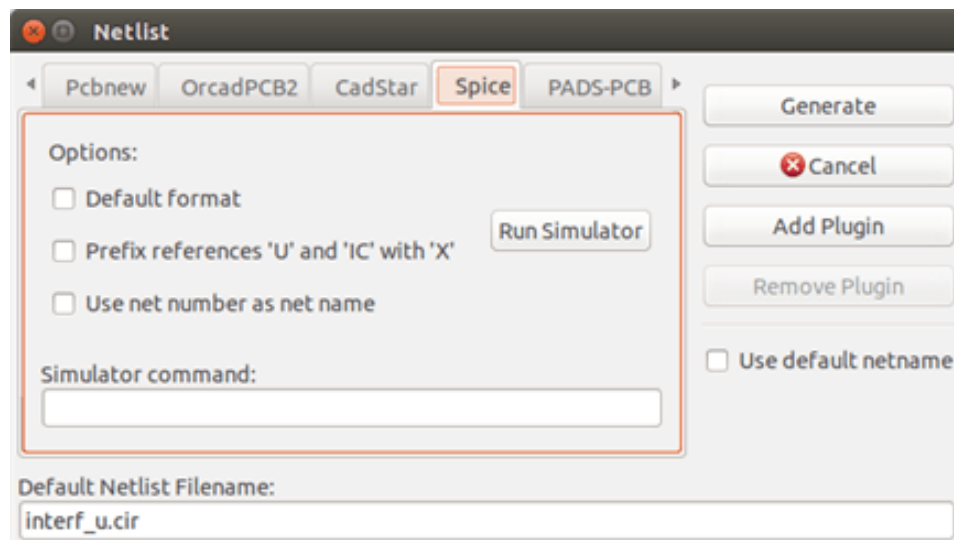 Netlist
Pcbnew OrcadPCB2 CadStar Spice PADS-PCB
Generate
Options:
Cancel
Default format
Add Plugin
Run Simulator
Prefix references 'U' and 'IC' with 'X'
Remove Plugin
Use net number as net name
Use default netname
Simulator command:
Default Netlist Filename:
interf_u.cir